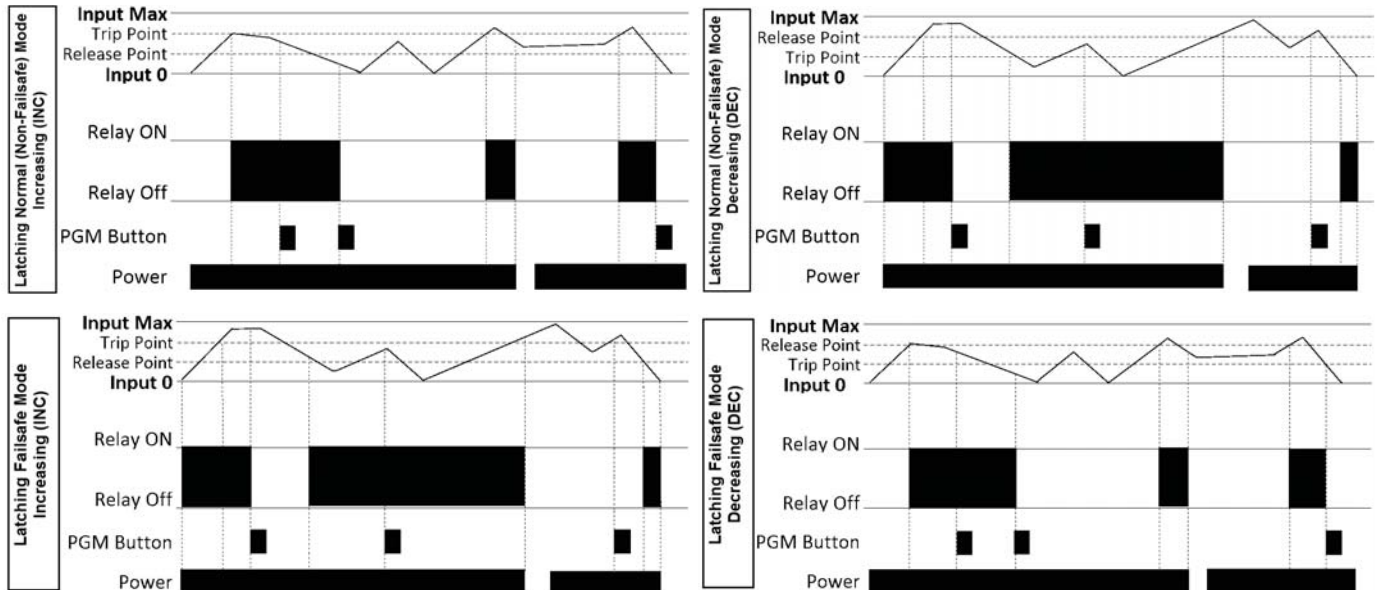 Latching Normal (Non-Failsafe) Mode
Increasing (INC)
Input Max
Trip Point
Release Point
Input 0
Relay ON
Relay Off
PGM Button
Power
Latching Normal (Non-Failsafe) Mode
Decreasing (DEC)
Input Max
Release Point
Trip Point
Input 0
Relay ON
Relay Off
PGM Button
Power
Latching Failsafe Mode
Increasing (INC)
Input Max
Trip Point
Release Point
Input 0
Relay ON
Relay Off
PGM Button
Power
Latching Failsafe Mode
Decreasing (DEC)
Input Max
Release Point
Trip Point
Input 0
Relay ON
Relay Off
PGM Button
Power